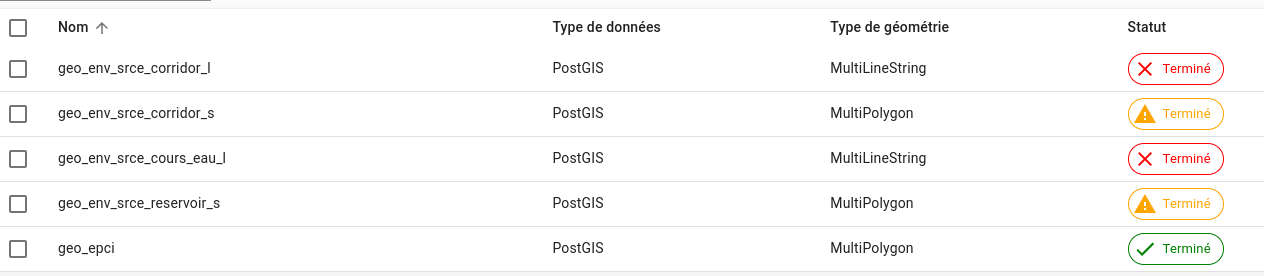 Nom Type de données Type de géométrie Statut
geo_env_srce_corridor_l PostGIS MultiLineString Terminé
geo_env_srce_corridor_s PostGIS MultiPolygon Terminé
geo_env_srce_cours_eau_l PostGIS MultiLineString Terminé
geo_env_srce_reservoir_s PostGIS MultiPolygon Terminé
geo_epci PostGIS MultiPolygon Terminé